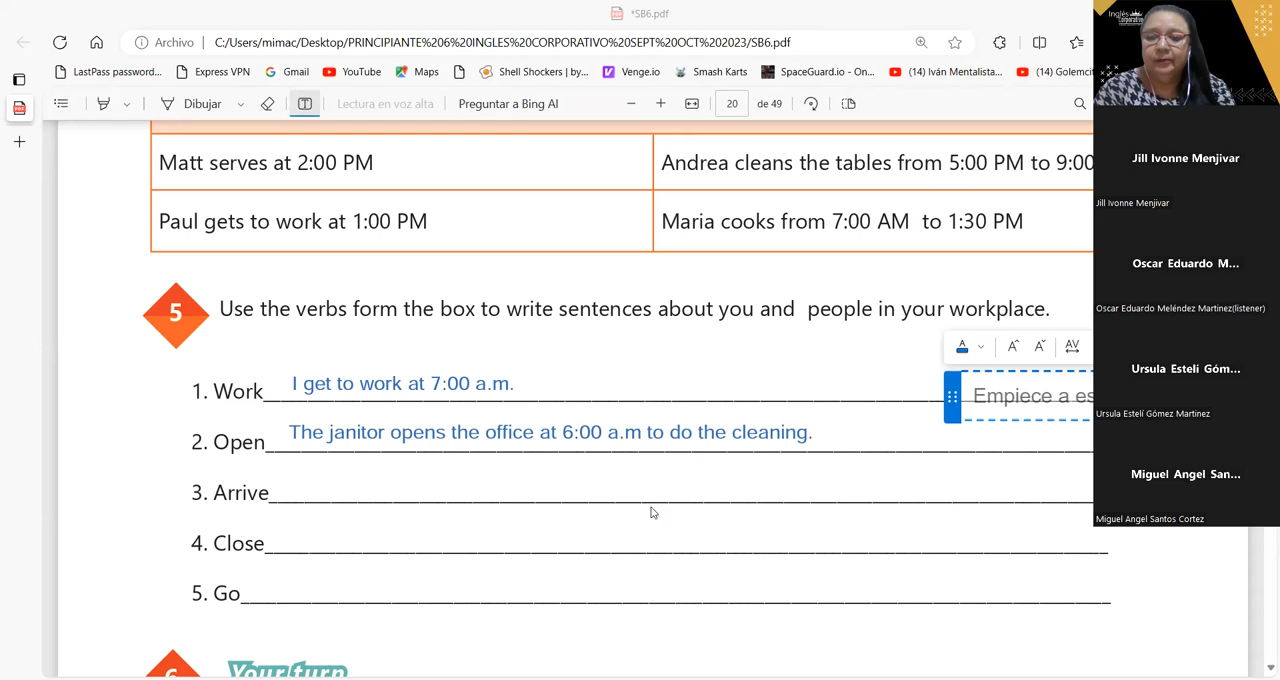 *SB6.pdf
Archivo C:/Users/mimac/Desktop/PRINCIPIANTE%206%20INGLES%20CORPORATIVO%20SEPT%20OCT%202023/SB6.pdf
LastPass password... Express VPN Gmail YouTube Maps Shell Shockers | by... Venge.io Smash Karts SpaceGuard.io - On... (14) Iván Mentalista... (14) Golemcit
Dibujar Lectura en voz alta Preguntar a Bing AI 20 de 49
Matt serves at 2:00 PM Andrea cleans the tables from 5:00 PM to 9:00
Paul gets to work at 1:00 PM Maria cooks from 7:00 AM to 1:30 PM
5 Use the verbs form the box to write sentences about you and people in your workplace.
1. Work I get to work at 7:00 a.m. Empiece a es
2. Open The janitor opens the office at 6:00 a.m to do the cleaning.
3. Arrive
4. Close
5. Go
6 Your turn
Inglés Corporativo
Jill Ivonne Menjivar
Jill Ivonne Menjivar
Oscar Eduardo M...
Oscar Eduardo Meléndez Martinez(listener)
Ursula Estelí Góm...
Ursula Estelí Gómez Martinez
Miguel Angel San...
Miguel Angel Santos Cortez